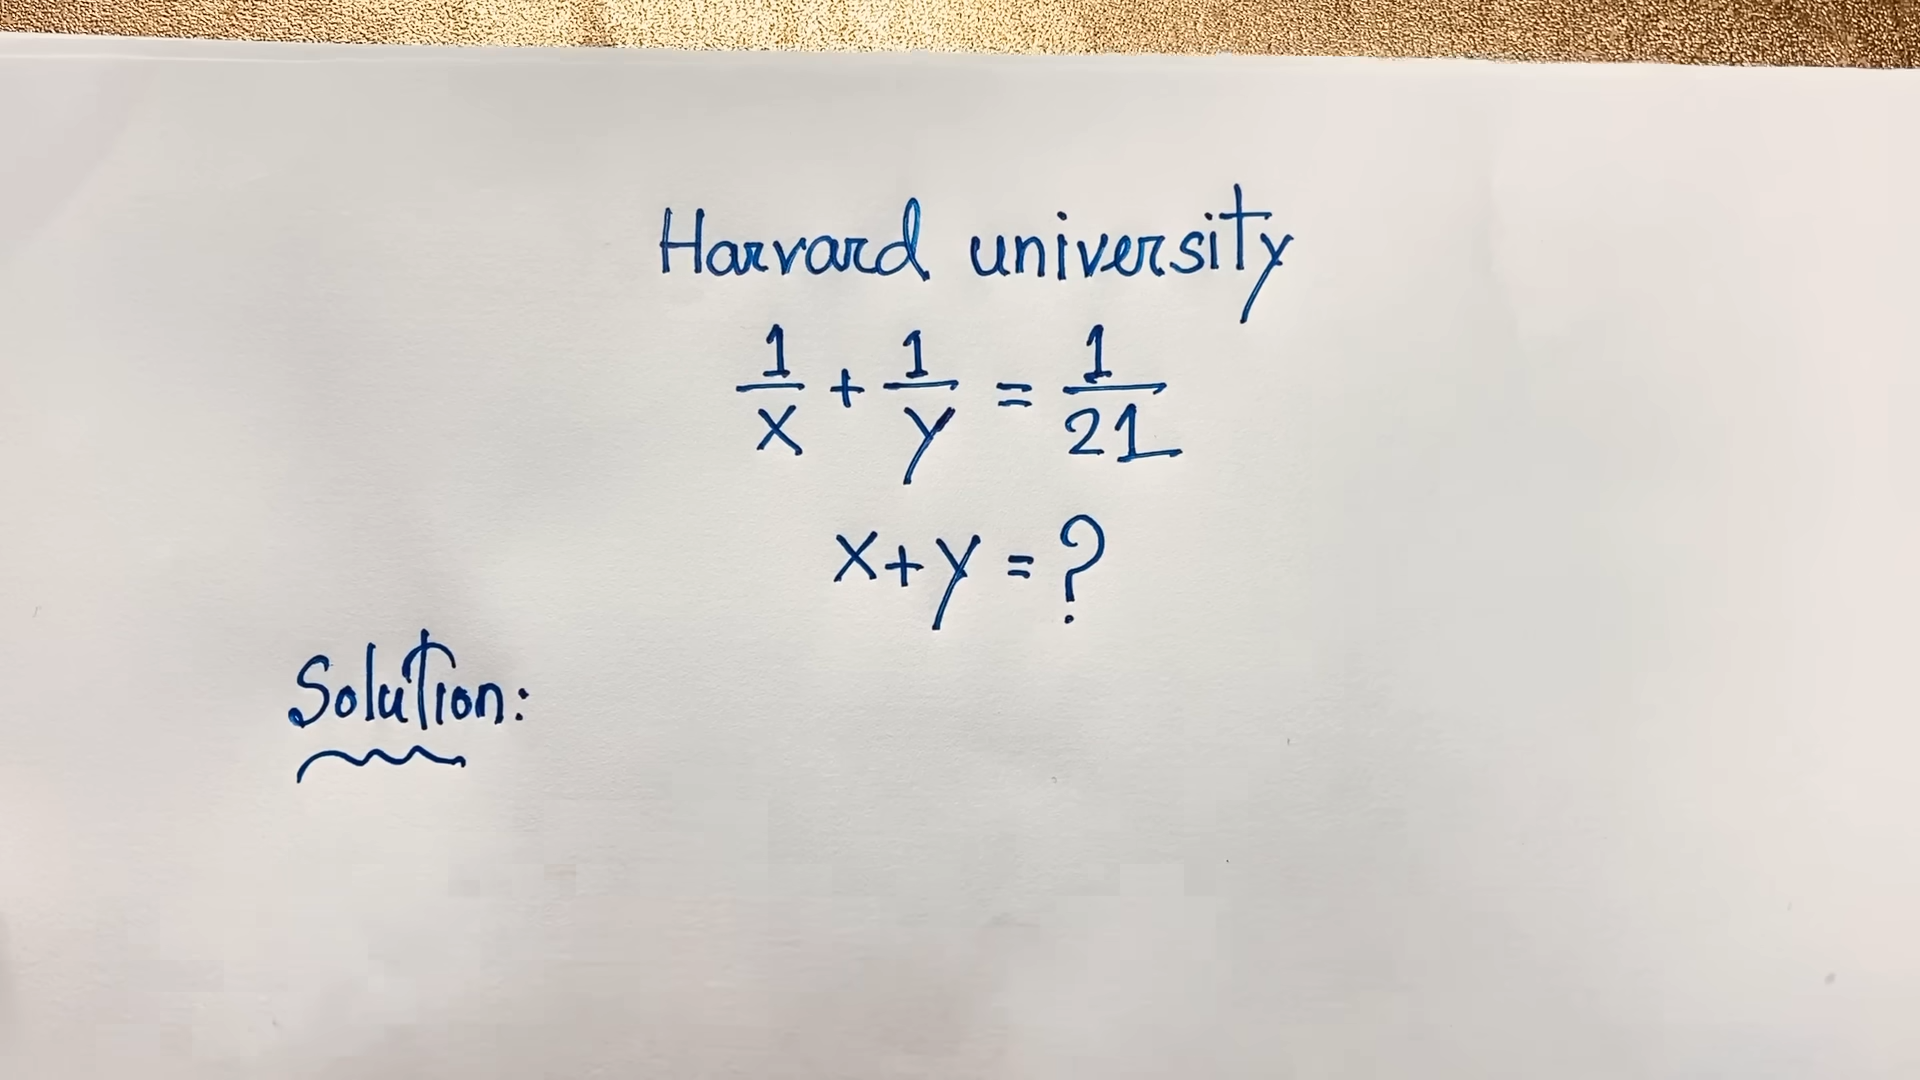 Harvard university
1/x + 1/y = 1/21
x+y = ?
Solution: